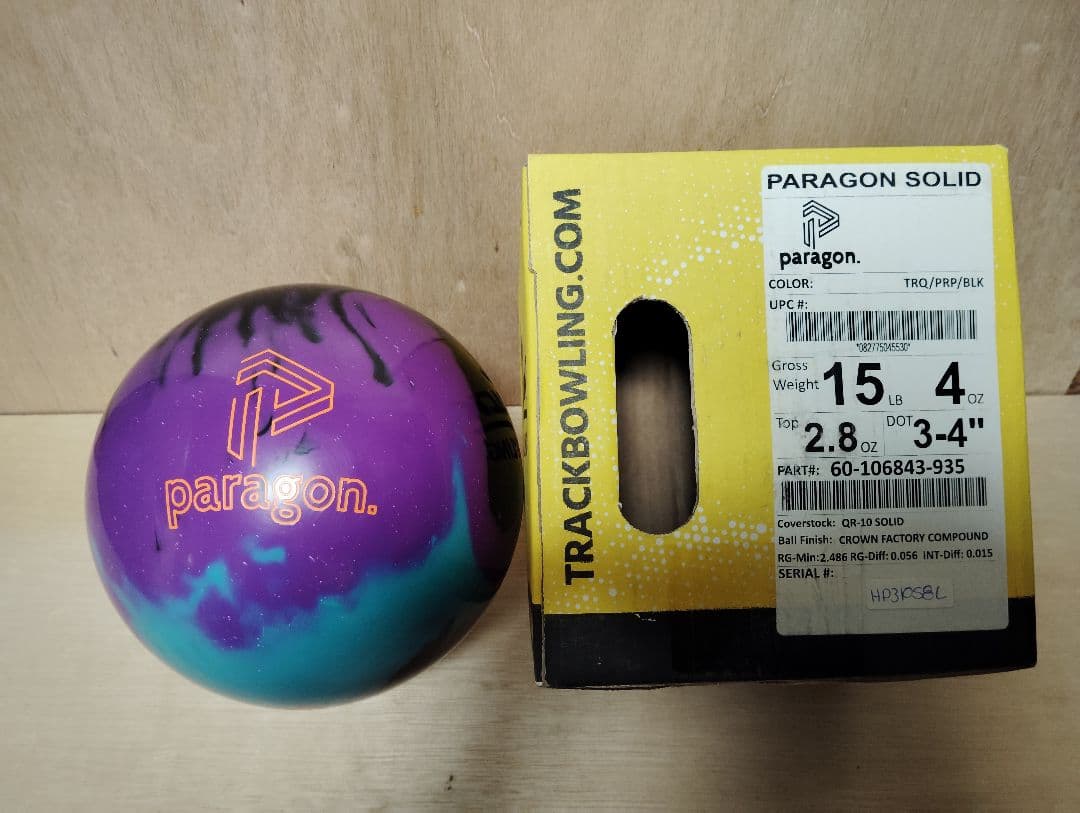 paragon.
TRACKBOWLING.COM
PARAGON SOLID
paragon.
COLOR: TRQ/PRP/BLK
UPC #:
*082775045530*
Gross Weight 15 LB 4 OZ
Top 2.8 OZ DOT 3-4"
PART#: 60-106843-935
Coverstock: QR-10 SOLID
Ball Finish: CROWN FACTORY COMPOUND
RG-Min:2.486 RG-Diff: 0.056 INT-Diff: 0.015
SERIAL #: